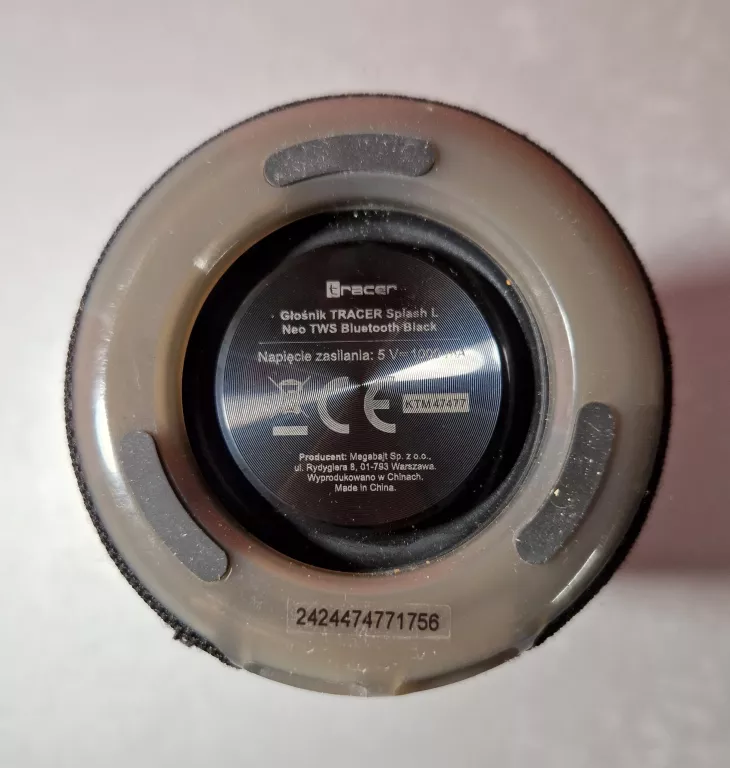 tracer
Głośnik TRACER Splash L
Neo TWS Bluetooth Black
Napięcie zasilania: 5 V
CE
KTM47477
Producent: Megabajt Sp. z o.o.,
ul. Rydygiera 8, 01-793 Warszawa.
Wyprodukowano w Chinach.
Made in China.
2424474771756